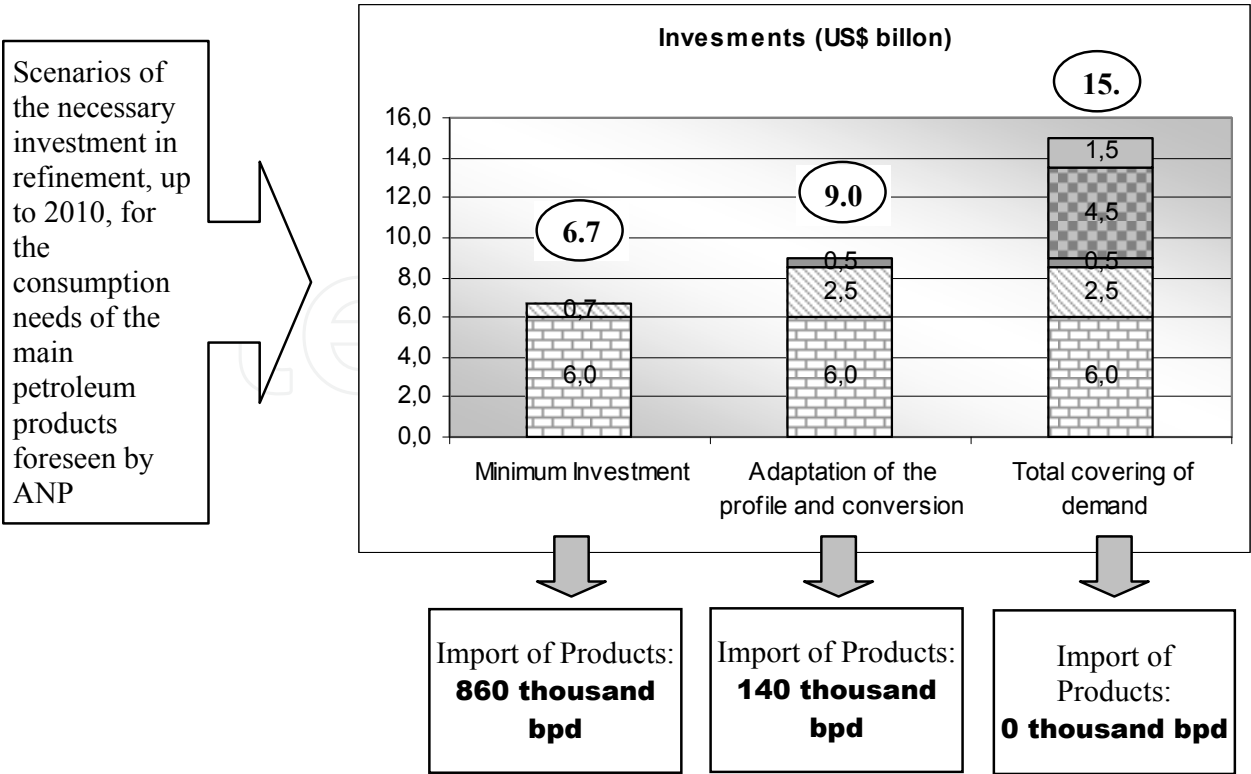 Scenarios of
the necessary
investment in
refinement, up
to 2010, for
the
consumption
needs of the
main
petroleum
products
foreseen by
ANP
Invesments (US$ billon)
16,0
14,0
12,0
10,0
8,0
6,0
4,0
2,0
0,0
6.7
0,7
6,0
9.0
0,5
2,5
6,0
15.
1,5
4,5
0,5
2,5
6,0
Minimum Investment
Adaptation of the
profile and conversion
Total covering of
demand
Import of Products:
860 thousand
bpd
Import of Products:
140 thousand
bpd
Import of
Products:
0 thousand bpd